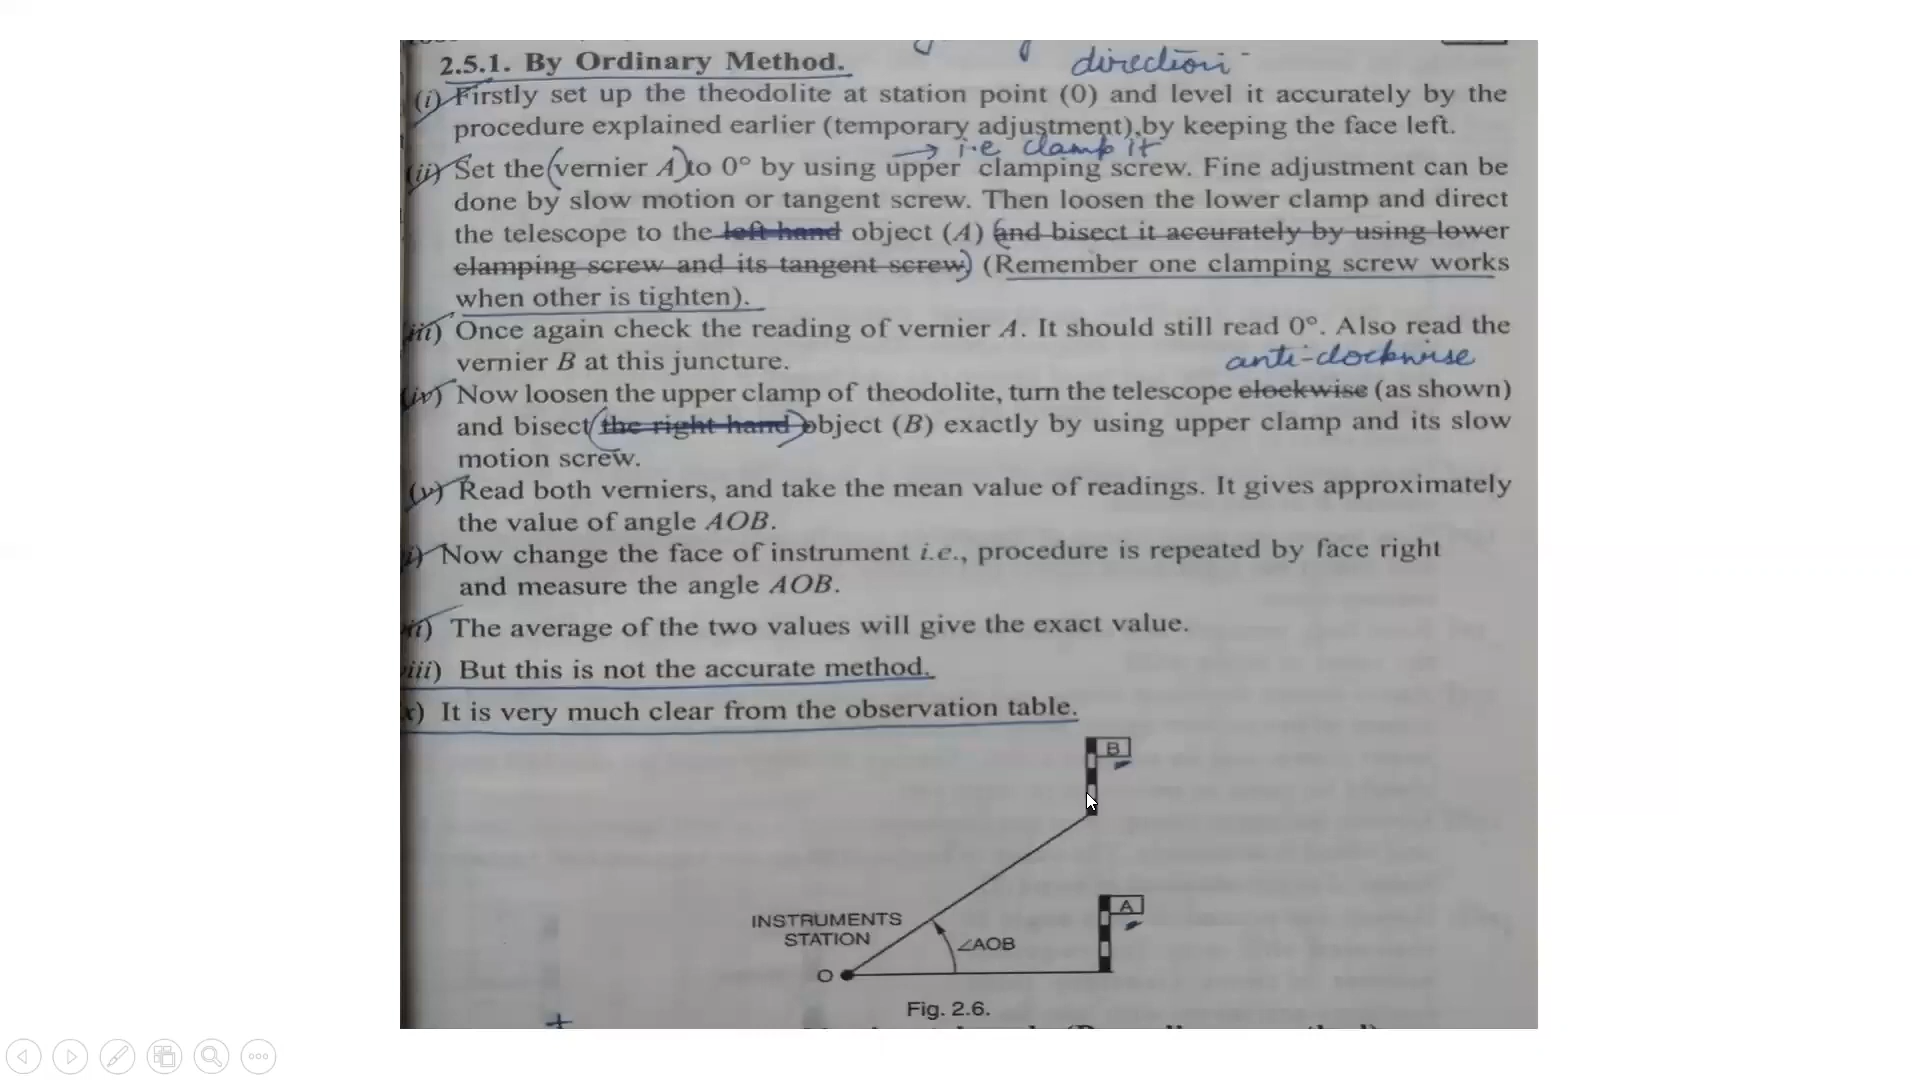 direction
2.5.1. By Ordinary Method.
(i) Firstly set up the theodolite at station point (0) and level it accurately by the
procedure explained earlier (temporary adjustment), by keeping the face left.
→ i.e clamp it
(ii) Set the (vernier A) to 0° by using upper clamping screw. Fine adjustment can be
done by slow motion or tangent screw. Then loosen the lower clamp and direct
the telescope to the left hand object (A) (and bisect it accurately by using lower
clamping screw and its tangent screw) (Remember one clamping screw works
when other is tighten).
iii) Once again check the reading of vernier A. It should still read 0°. Also read the
vernier B at this juncture.
anti-clockwise
(iv) Now loosen the upper clamp of theodolite, turn the telescope clockwise (as shown)
and bisect (the right hand) object (B) exactly by using upper clamp and its slow
motion screw.
(v) Read both verniers, and take the mean value of readings. It gives approximately
the value of angle AOB.
i) Now change the face of instrument i.e., procedure is repeated by face right
and measure the angle AOB.
ii) The average of the two values will give the exact value.
iii) But this is not the accurate method.
x) It is very much clear from the observation table.
B
A
INSTRUMENTS
STATION
∠AOB
O
Fig. 2.6.